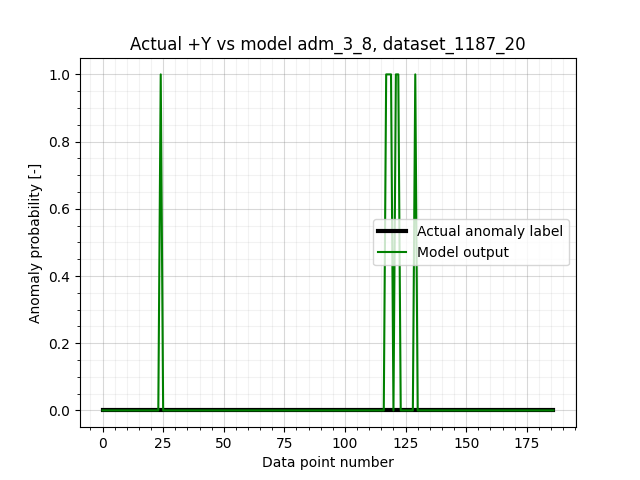 Actual +Y vs model adm_3_8, dataset_1187_20
Anomaly probability [-]
1.0
0.8
0.6
0.4
0.2
0.0
Actual anomaly label
Model output
0 25 50 75 100 125 150 175
Data point number